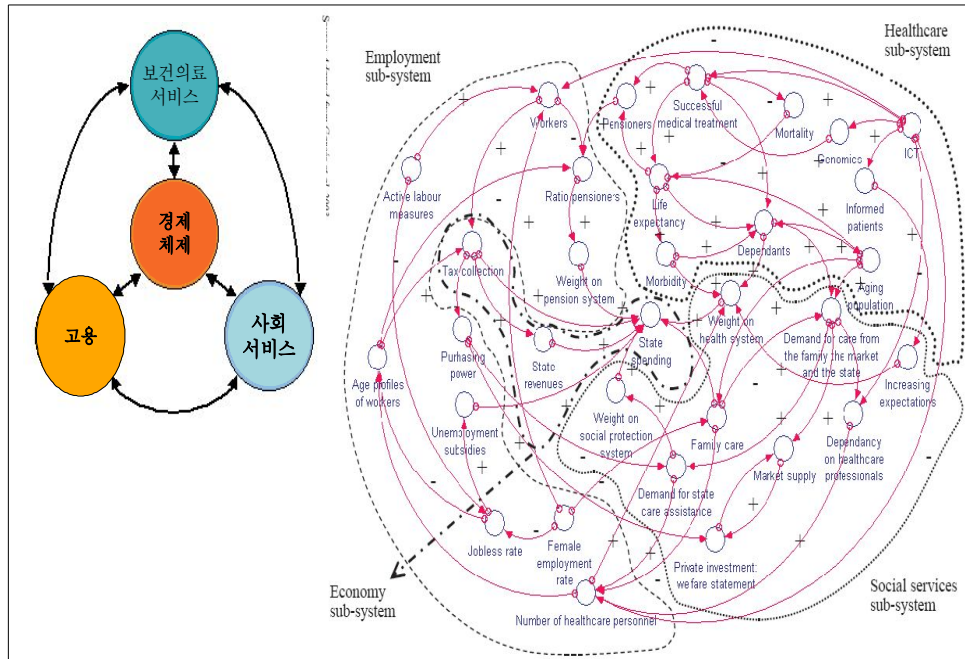 보건의료
서비스
경제
체제
고용
사회
서비스
Employment
sub-system
Healthcare
sub-system
Workers
Pensioners
Successful
medical treatment
Mortality
Genomics
ICT
Active labour
measures
Ratio pensioners
Life
expectancy
Informed
patients
Dependants
Tax collection
Weight on
pension system
Morbidity
Aging
population
Weight on
health system
State
spending
Demand for care from
the family the market
and the state
Purhasing
power
State
revenues
Increasing
expectations
Age profiles
of workers
Unemployment
subsidies
Weight on
social protection
system
Family care
Dependancy
on healthcare
professionals
Market supply
Demand for state
care assistance
Jobless rate
Female
employment
rate
Private investment:
welfare statement
Economy
sub-system
Social services
sub-system
Number of healthcare personnel